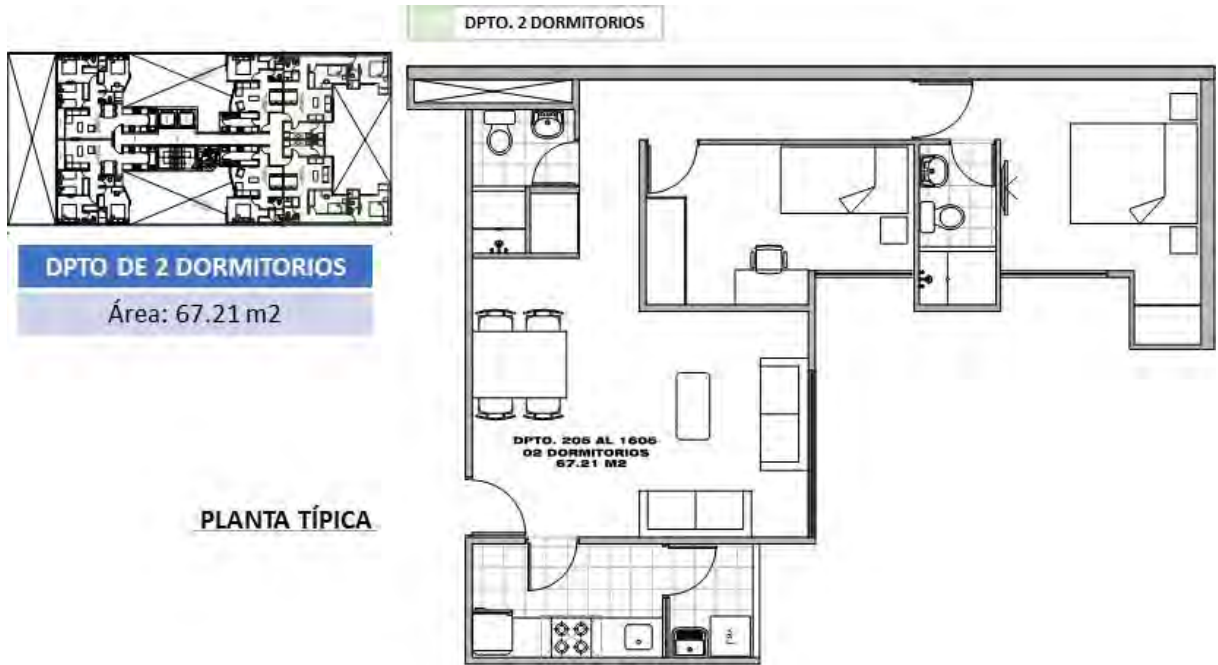 DPTO. 2 DORMITORIOS
DPTO DE 2 DORMITORIOS
Área: 67.21 m2
DPTO. 205 AL 1605
02 DORMITORIOS
67.21 M2
PLANTA TÍPICA